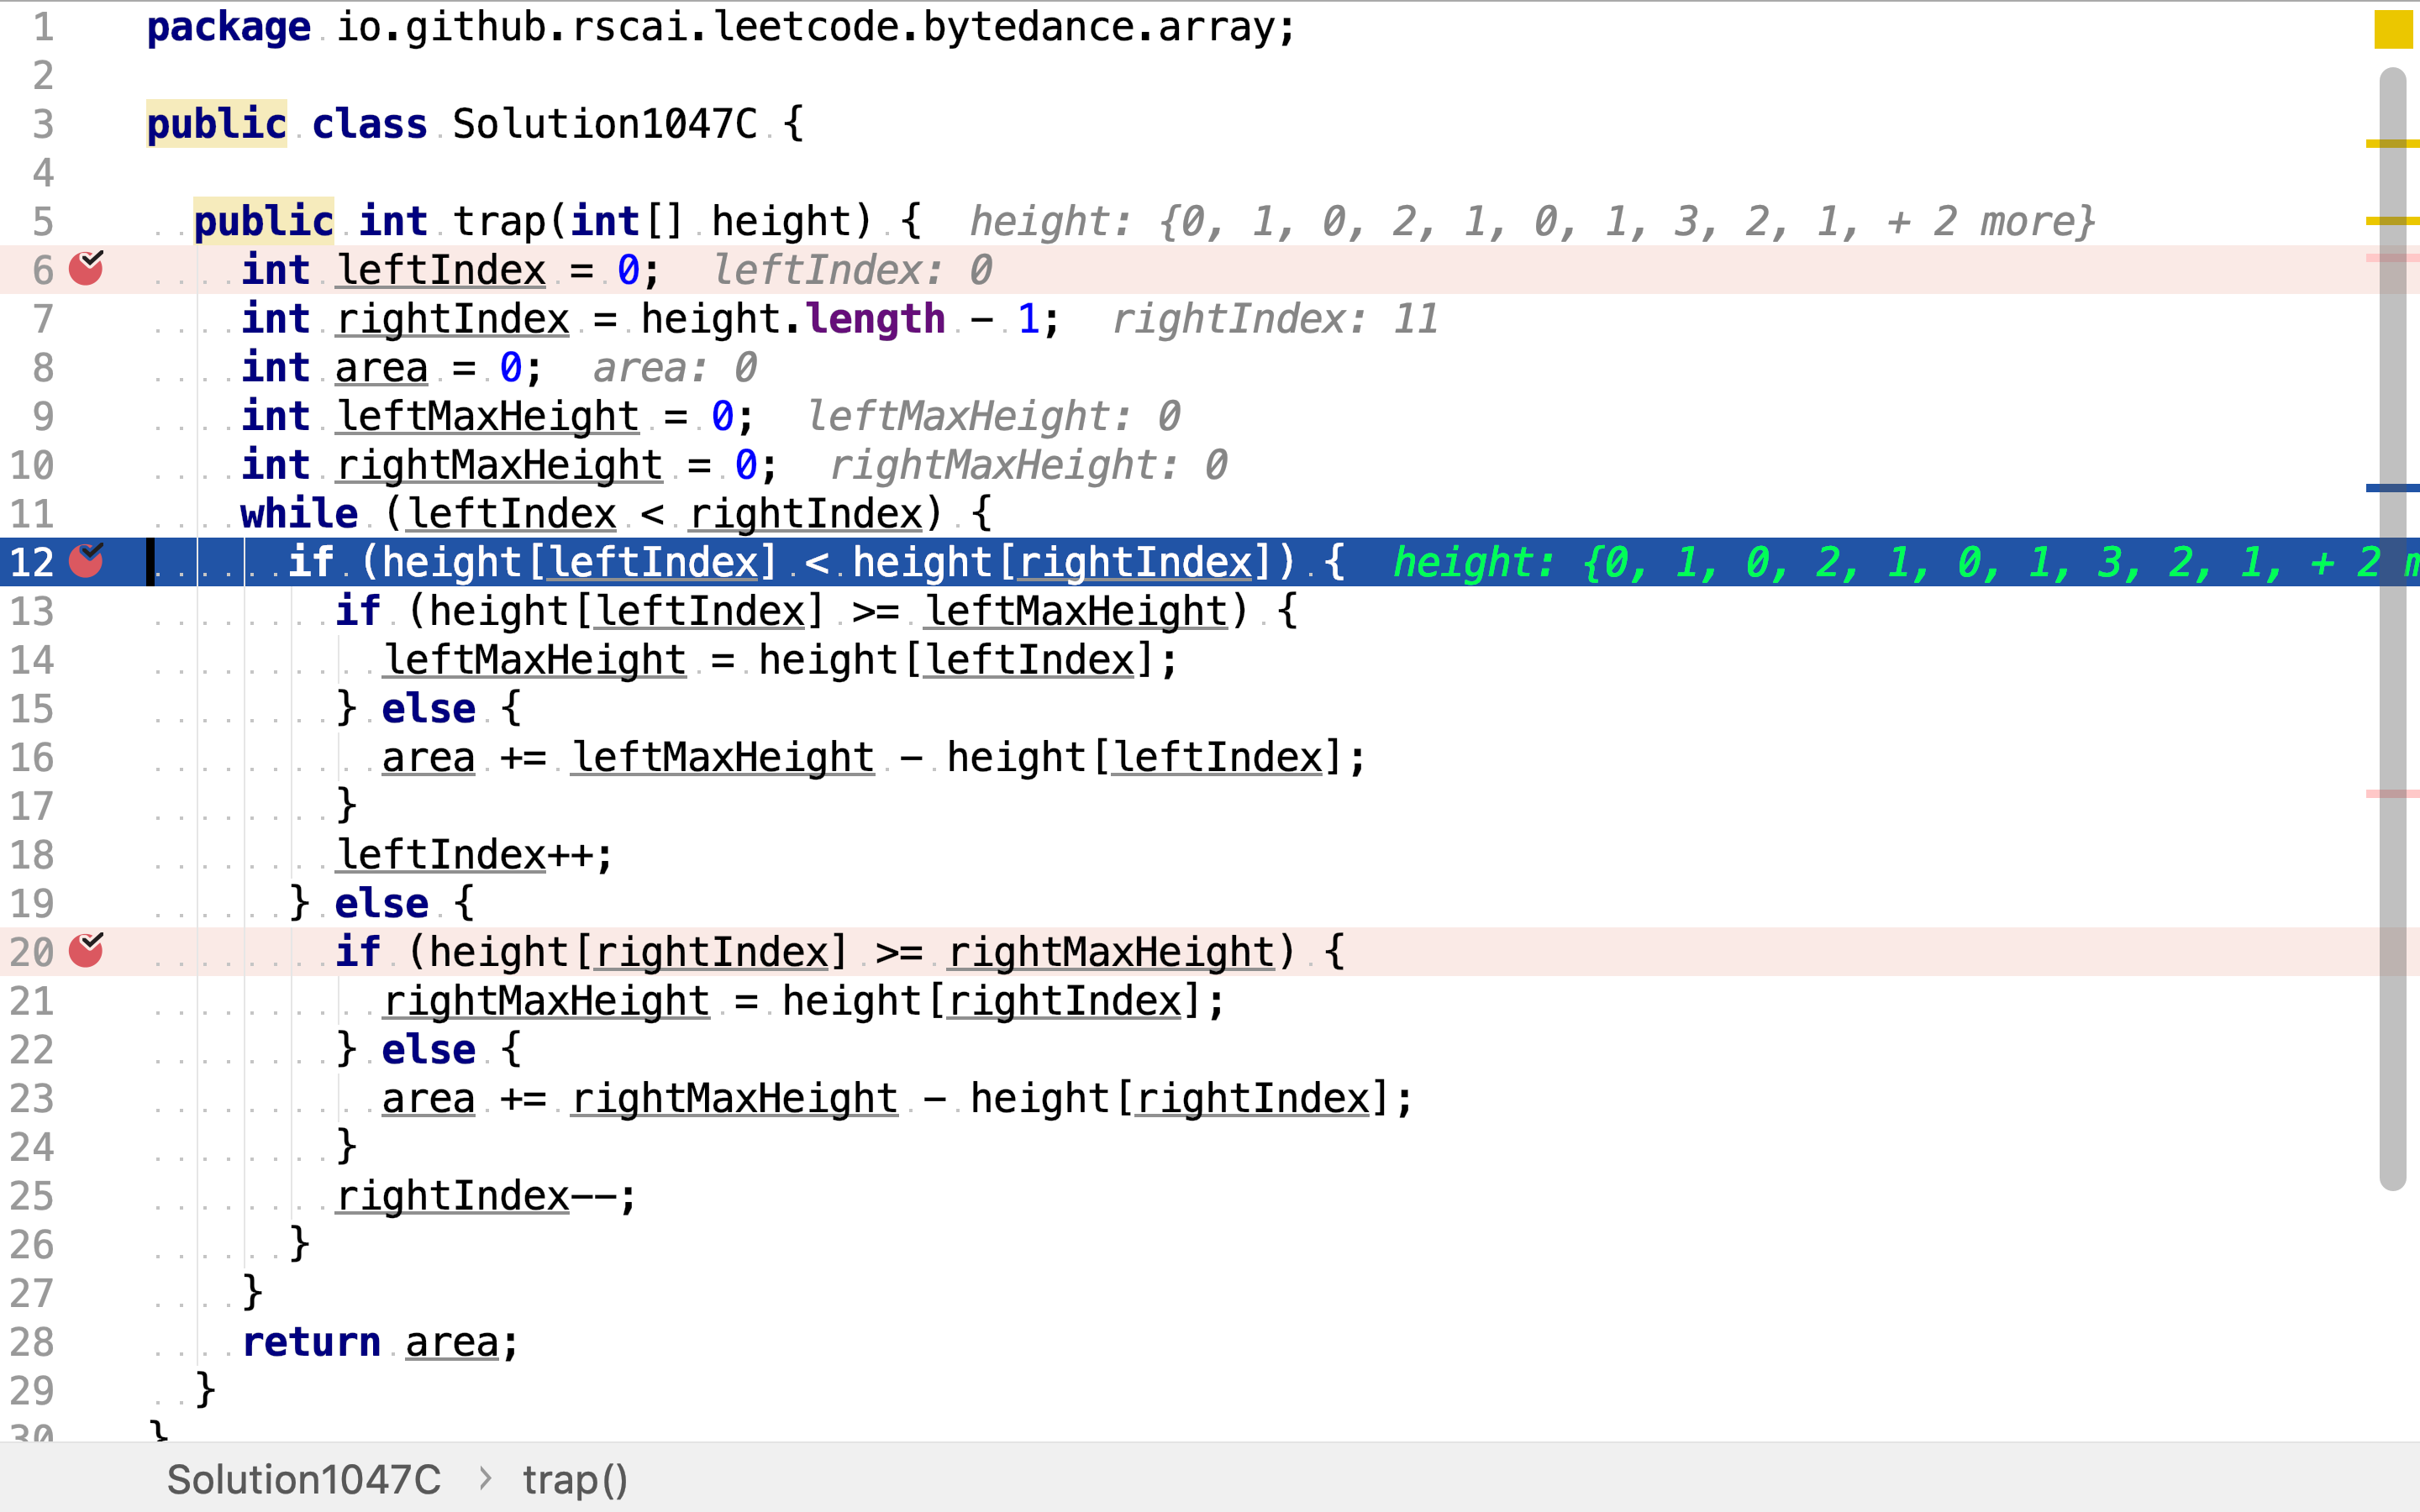 1 package io.github.rscai.leetcode.bytedance.array;
2
3 public class Solution1047C {
4
5 public int trap(int[] height) { height: {0, 1, 0, 2, 1, 0, 1, 3, 2, 1, + 2 more}
6 int leftIndex = 0; leftIndex: 0
7 int rightIndex = height.length - 1; rightIndex: 11
8 int area = 0; area: 0
9 int leftMaxHeight = 0; leftMaxHeight: 0
10 int rightMaxHeight = 0; rightMaxHeight: 0
11 while (leftIndex < rightIndex) {
12 if (height[leftIndex] < height[rightIndex]) { height: {0, 1, 0, 2, 1, 0, 1, 3, 2, 1, + 2
13 if (height[leftIndex] >= leftMaxHeight) {
14 leftMaxHeight = height[leftIndex];
15 } else {
16 area += leftMaxHeight - height[leftIndex];
17 }
18 leftIndex++;
19 } else {
20 if (height[rightIndex] >= rightMaxHeight) {
21 rightMaxHeight = height[rightIndex];
22 } else {
23 area += rightMaxHeight - height[rightIndex];
24 }
25 rightIndex--;
26 }
27 }
28 return area;
29 }
30 }
Solution1047C > trap()